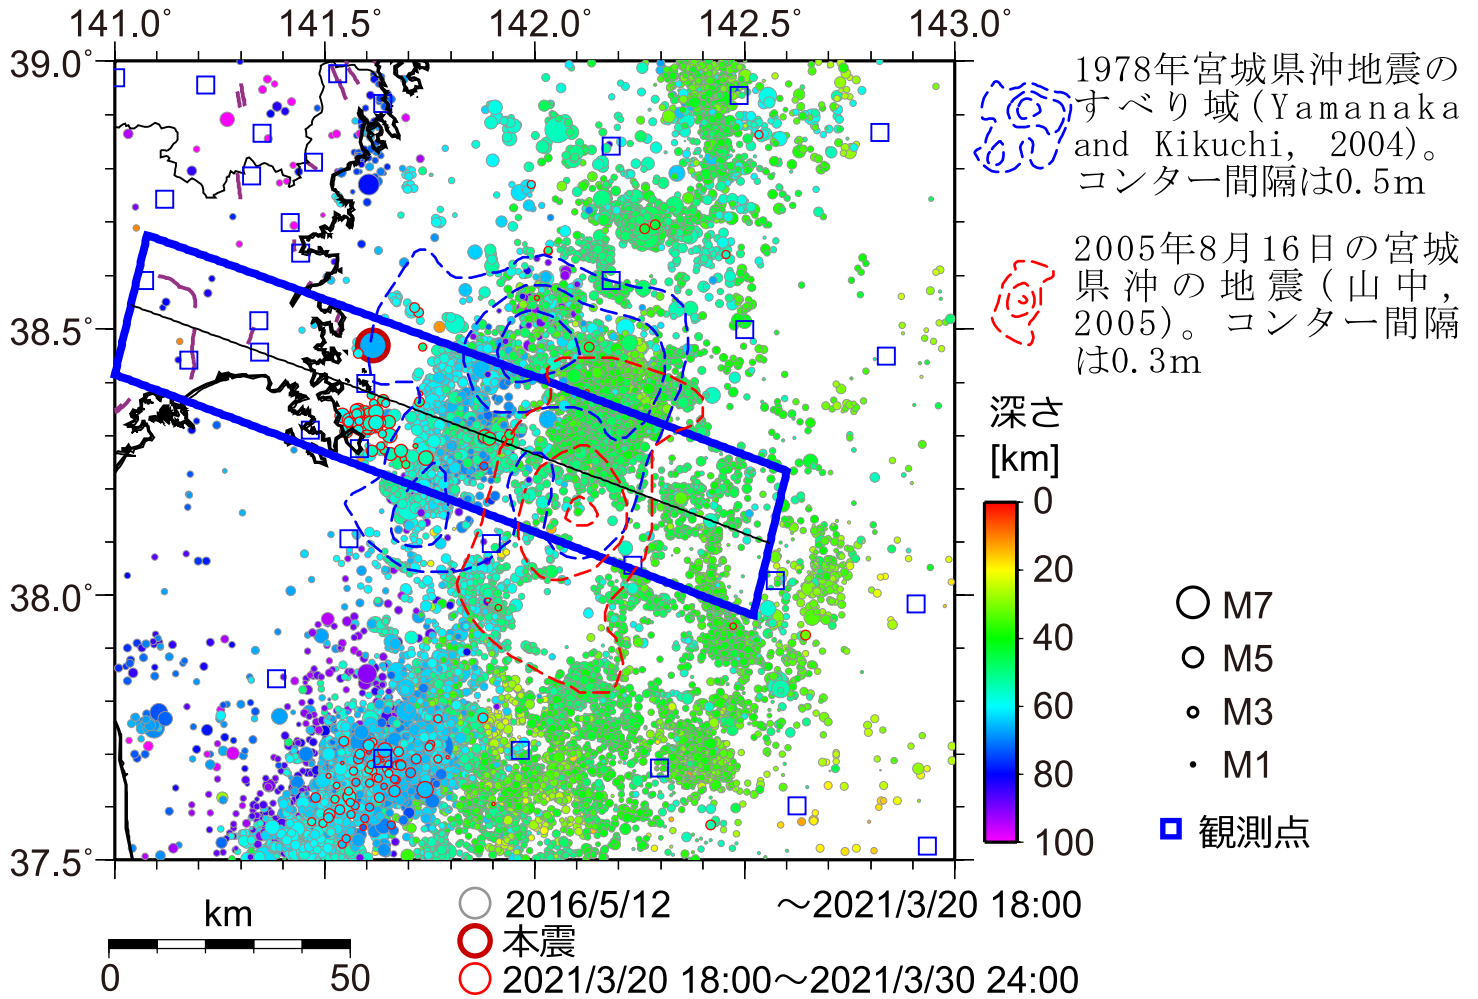 141.0° 141.5° 142.0° 142.5° 143.0°
39.0°
38.5°
38.0°
37.5°
1978年宮城県沖地震の
すべり域(Yamanaka
and Kikuchi, 2004)。
コンター間隔は0.5m
2005年8月16日の宮城
県沖の地震(山中,
2005)。コンター間隔
は0.3m
深さ
[km]
0
20
40
60
80
100
M7
M5
M3
M1
観測点
km
0 50
2016/5/12 ～2021/3/20 18:00
本震
2021/3/20 18:00～2021/3/30 24:00